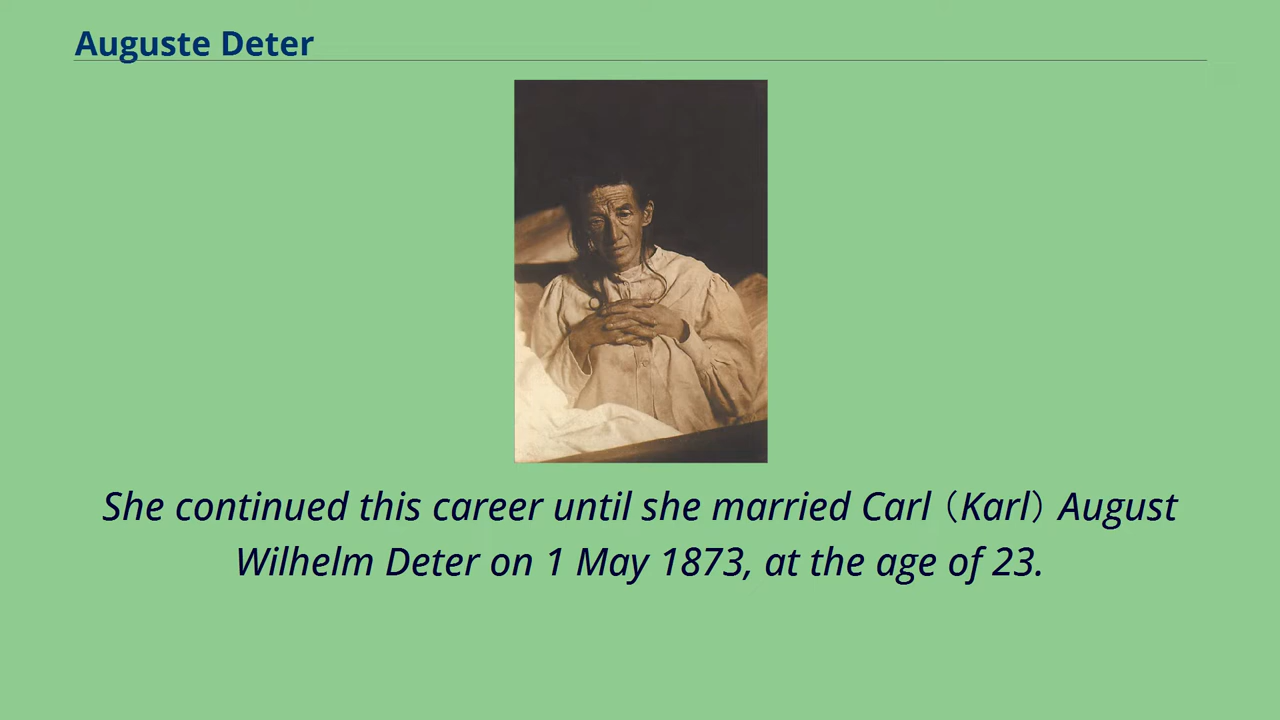 Auguste Deter
She continued this career until she married Carl（Karl）August
Wilhelm Deter on 1 May 1873, at the age of 23.